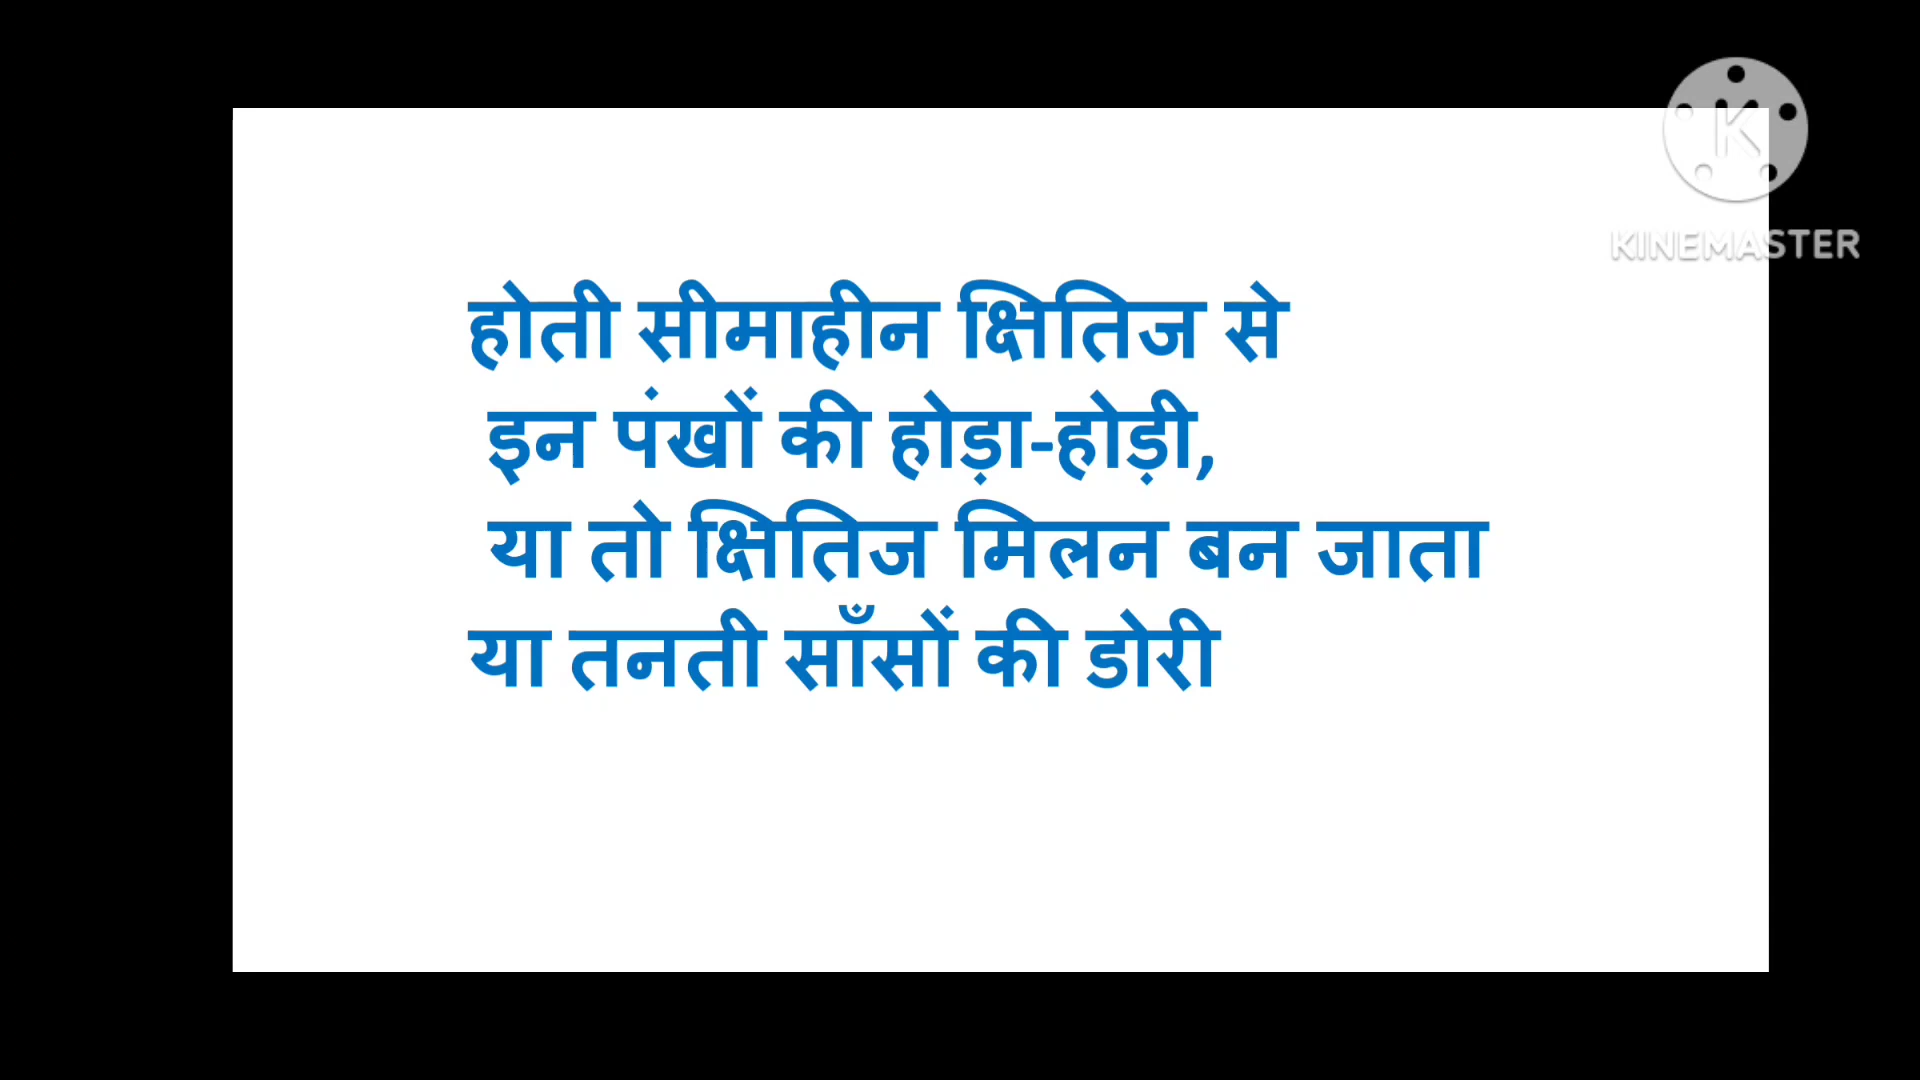 KINEMASTER
होती सीमाहीन क्षितिज से
इन पंखों की होड़ा-होड़ी,
या तो क्षितिज मिलन बन जाता
या तनती साँसों की डोरी